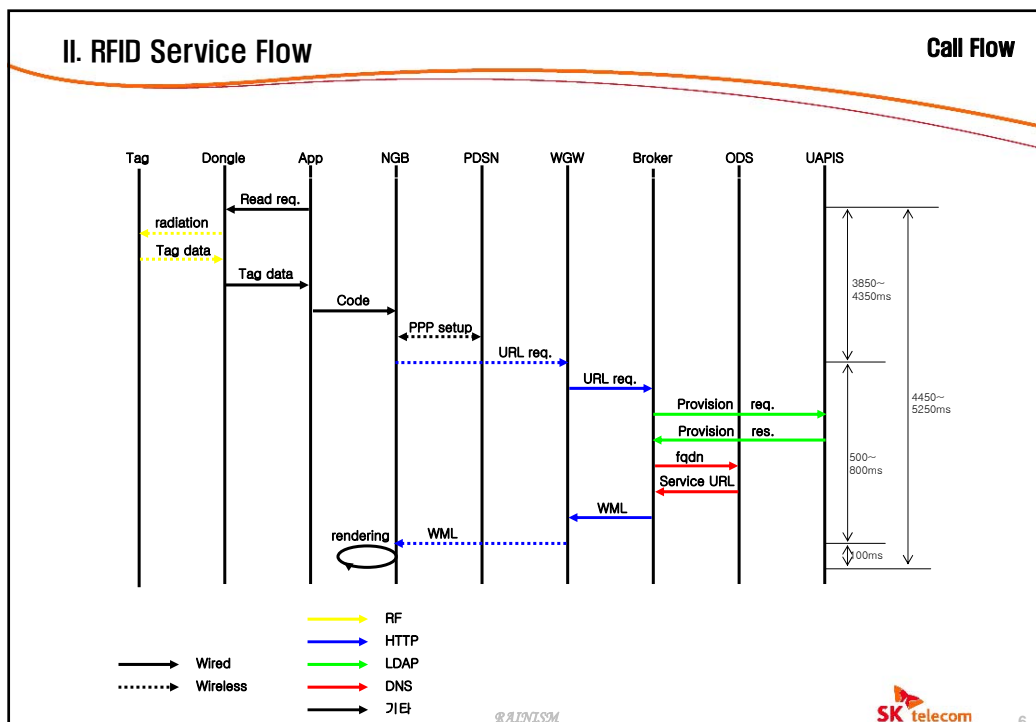 II. RFID Service Flow
Call Flow
Tag Dongle App NGB PDSN WGW Broker ODS UAPIS
Read req.
radiation
Tag data
Tag data
Code
PPP setup
URL req.
URL req.
Provision req.
Provision res.
fqdn
Service URL
WML
WML
rendering
3850~
4350ms
4450~
5250ms
500~
800ms
100ms
RF
HTTP
LDAP
DNS
기타
Wired
Wireless
RAINISM
SK telecom
6